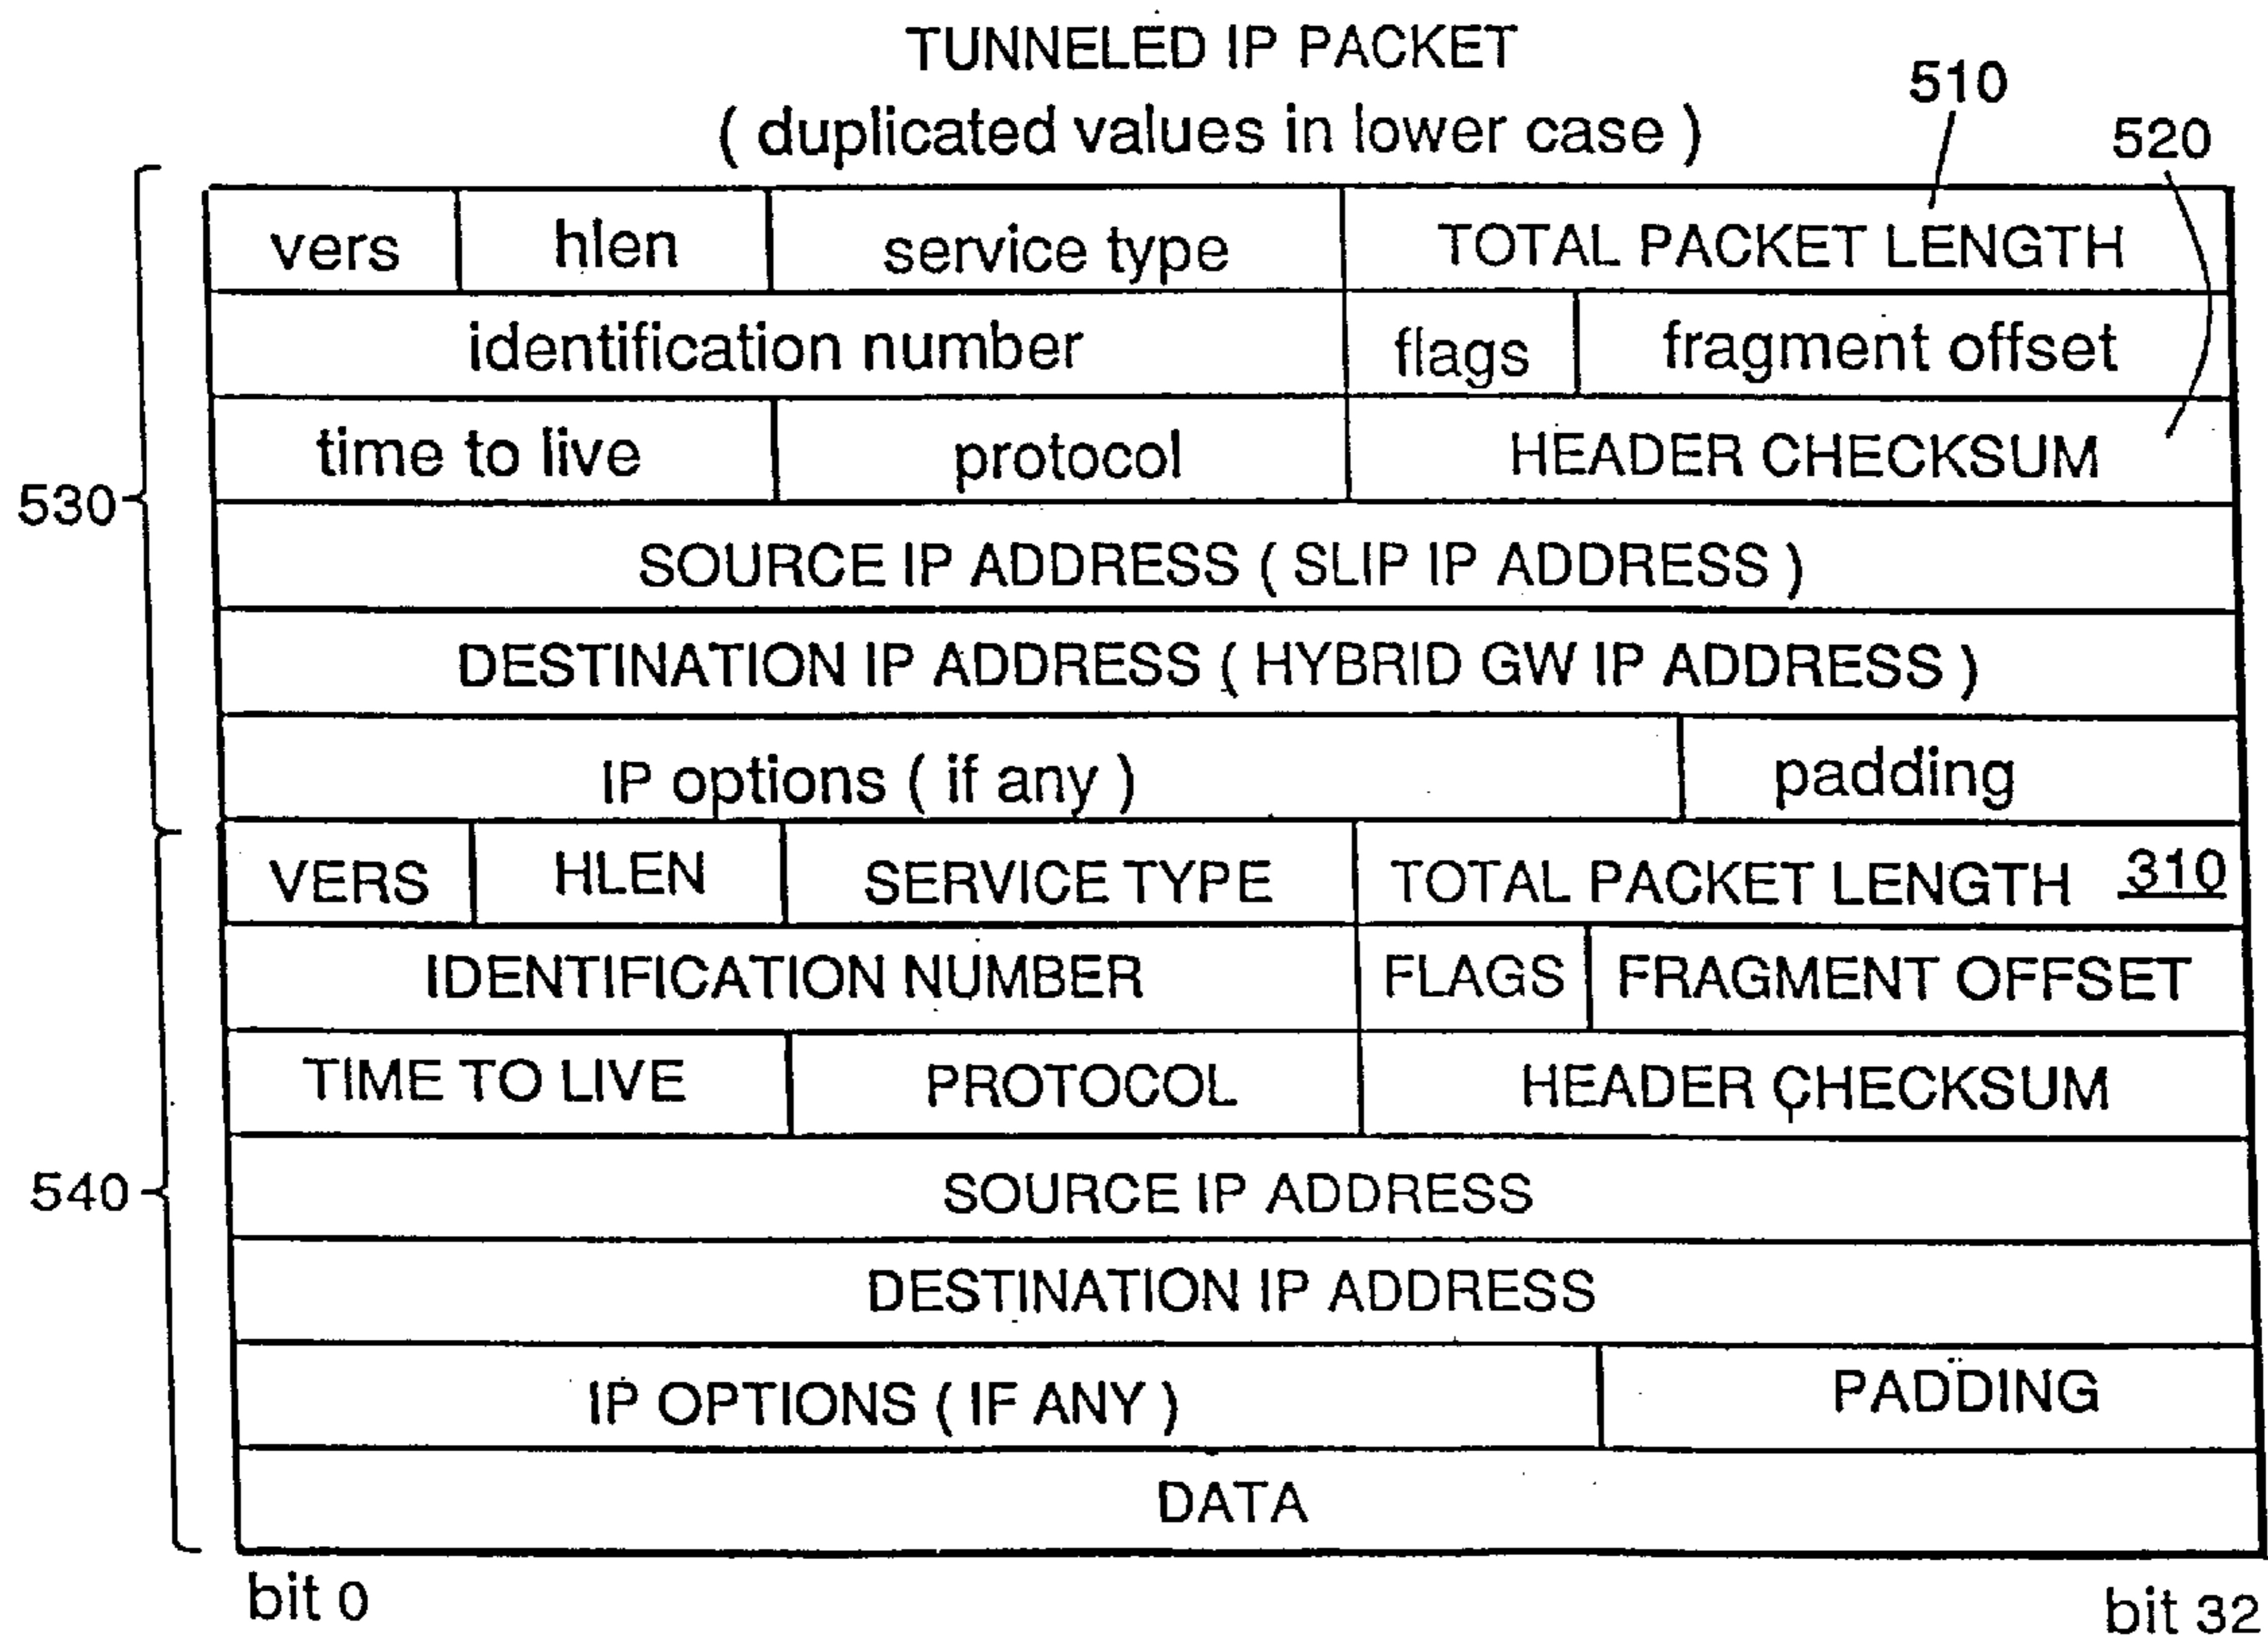 TUNNELED IP PACKET
510
( duplicated values in lower case )
520
vers hlen service type TOTAL PACKET LENGTH
identification number flags fragment offset
time to live protocol HEADER CHECKSUM
530
SOURCE IP ADDRESS ( SLIP IP ADDRESS )
DESTINATION IP ADDRESS ( HYBRID GW IP ADDRESS )
IP options ( if any ) padding
VERS HLEN SERVICE TYPE TOTAL PACKET LENGTH 310
IDENTIFICATION NUMBER FLAGS FRAGMENT OFFSET
TIME TO LIVE PROTOCOL HEADER CHECKSUM
540
SOURCE IP ADDRESS
DESTINATION IP ADDRESS
IP OPTIONS ( IF ANY ) PADDING
DATA
bit 0 bit 32